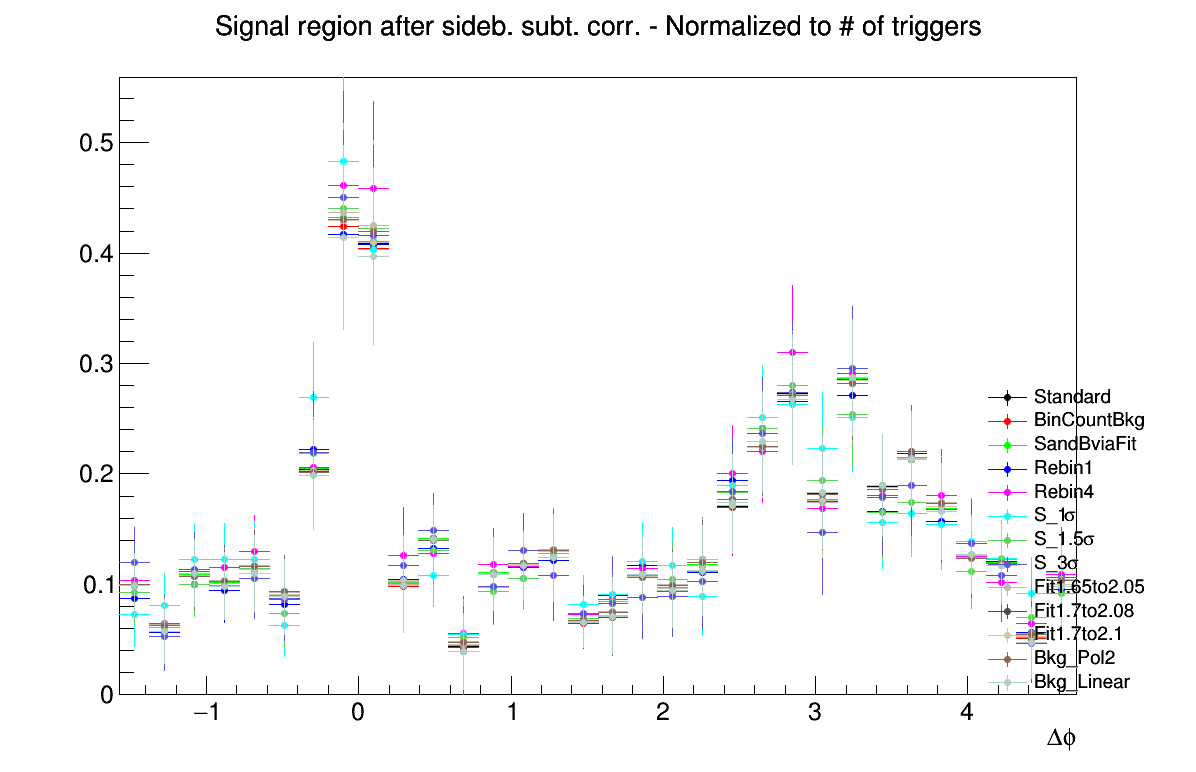 Signal region after sideb. subt. corr. - Normalized to # of triggers
0.5
0.4
0.3
0.2
0.1
0
−1
0
1
2
3
4
Δϕ
Standard
BinCountBkg
SandBviaFit
Rebin1
Rebin4
S_1σ
S_1.5σ
S_3σ
Fit1.65to2.05
Fit1.7to2.08
Fit1.7to2.1
Bkg_Pol2
Bkg_Linear